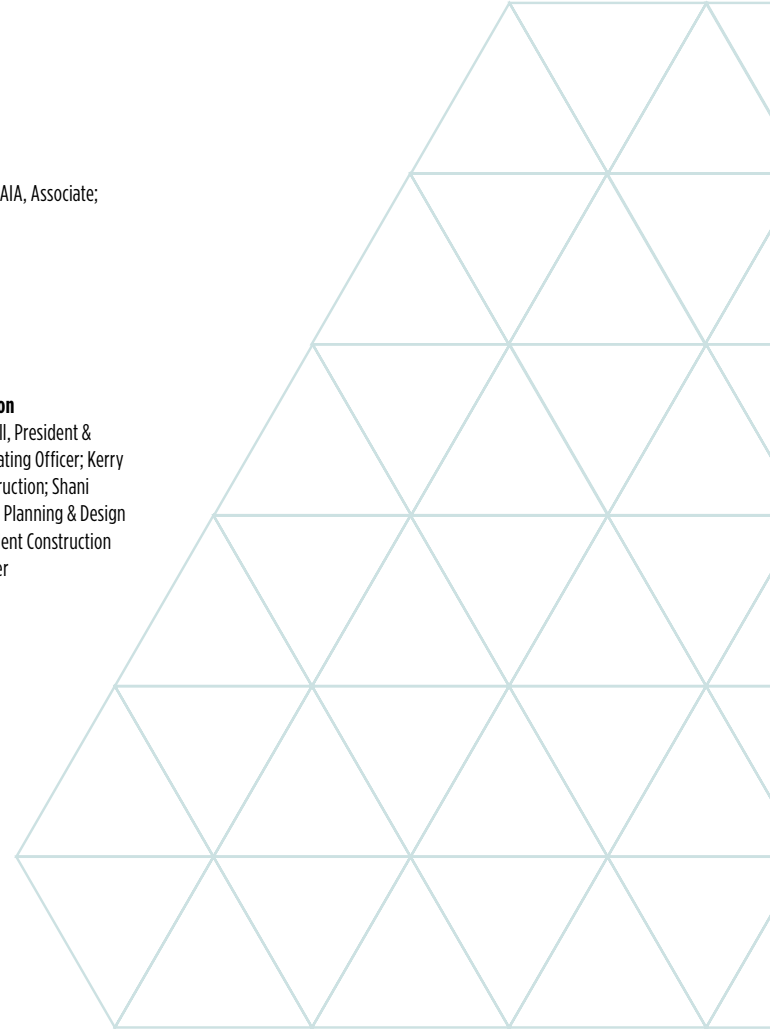 AIA, Associate;
on
ll, President &
ating Officer; Kerry
ruction; Shani
Planning & Design
ent Construction
er